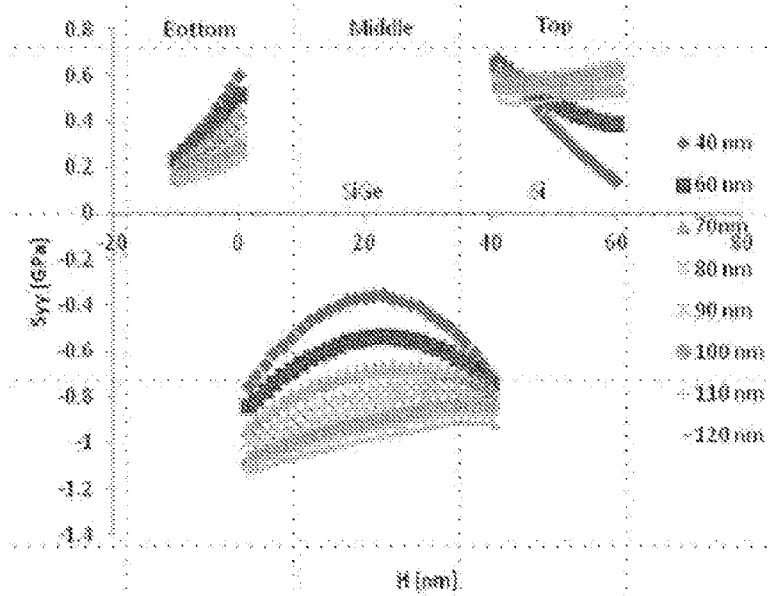 0.8 Bottom Middle Top
0.6
0.4
0.2
SiGe Si
0
-20 0 20 40 60 80
-0.2
-0.4
-0.6
-0.8
-1
-1.2
-1.4
Syy [GPa]
H [nm]
40 nm
60 nm
70nm
80 nm
90 nm
100 nm
110 nm
120 nm